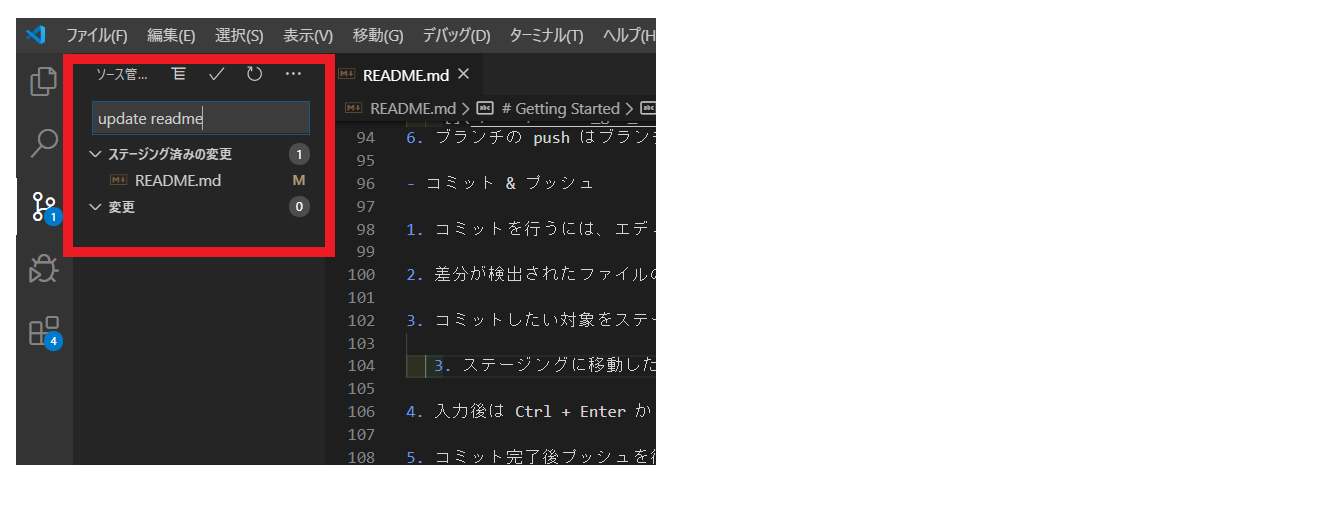 ファイル(F) 編集(E) 選択(S) 表示(V) 移動(G) デバッグ(D) ターミナル(T) ヘルプ(H
ソース管... ...
update readme
ステージング済みの変更 1
README.md M
変更 0
1
4
README.md
README.md > # Getting Started >
94 6. ブランチの push はブランチ
95
96 - コミット & プッシュ
97
98 1. コミットを行うには、エディ
99
100 2. 差分が検出されたファイルの
101
102 3. コミットしたい対象をステー
103
104 3. ステージングに移動した
105
106 4. 入力後は Ctrl + Enter か
107
108 5. コミット完了後プッシュを行